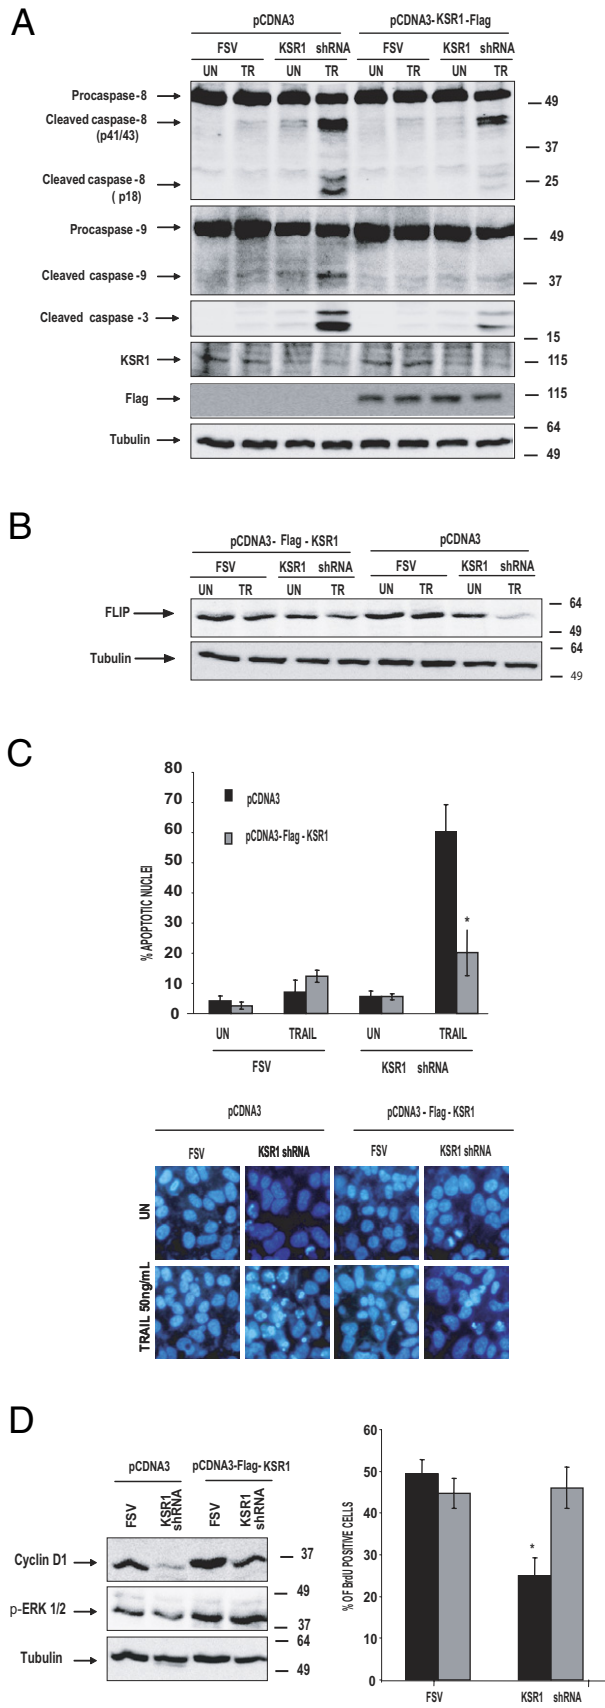 A
pCDNA3 pCDNA3-KSR1-Flag
FSV KSR1 shRNA FSV KSR1 shRNA
UN TR UN TR UN TR UN TR
Procaspase-8
49
Cleaved caspase-8
(p41/43)
37
Cleaved caspase -8
( p18)
25
Procaspase -9
49
Cleaved caspase-9
37
Cleaved caspase -3
15
KSR1
115
Flag
115
64
Tubulin
49
B
pCDNA3- Flag - KSR1 pCDNA3
FSV KSR1 shRNA FSV KSR1 shRNA
UN TR UN TR UN TR UN TR
FLIP
64
49
Tubulin
64
49
C
% APOPTOTIC NUCLEI
80
70
60
50
40
30
20
10
0
pCDNA3
pCDNA3-Flag - KSR1
*
UN TRAIL UN TRAIL
FSV KSR1 shRNA
pCDNA3 pCDNA3 - Flag - KSR1
FSV KSR1 shRNA FSV KSR1 shRNA
UN
TRAIL 50ng/mL
D
pCDNA3 pCDNA3-Flag-KSR1
FSV KSR1 shRNA FSV KSR1 shRNA
Cyclin D1
37
p-ERK 1/2
49
37
Tubulin
64
49
% OF BrdU POSITIVE CELLS
60
50
40
30
20
10
0
*
FSV KSR1 shRNA